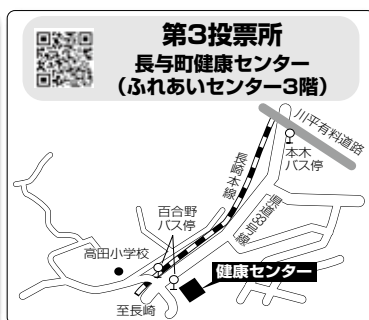 第3投票所
長与町健康センター
(ふれあいセンター3階)
川平有料道路
本木
バス停
長崎本線
県道33号線
百合野
バス停
高田小学校
健康センター
至長崎